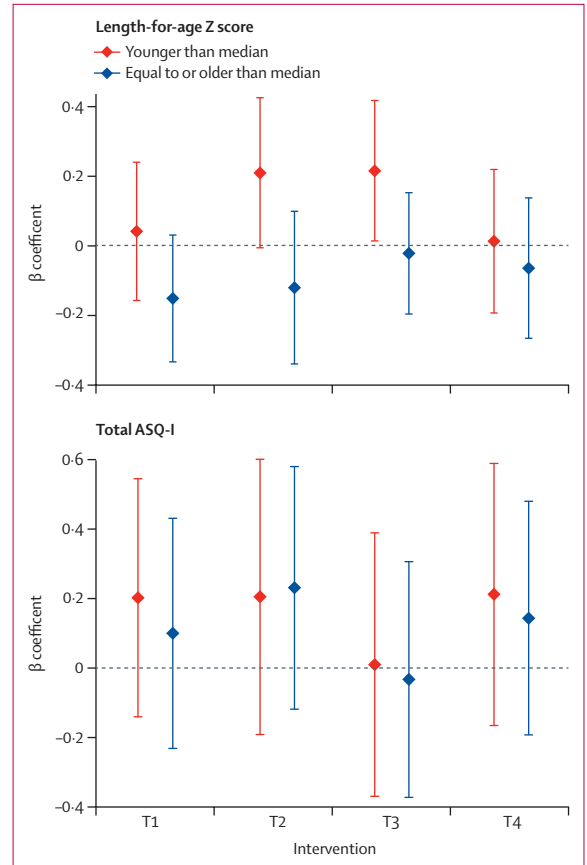 Length-for-age Z score
Younger than median
Equal to or older than median
0·4
0·2
0
–0·2
–0·4
β coefficent
Total ASQ-I
0·6
0·4
0·2
0
–0·2
–0·4
β coefficent
T1 T2 T3 T4
Intervention